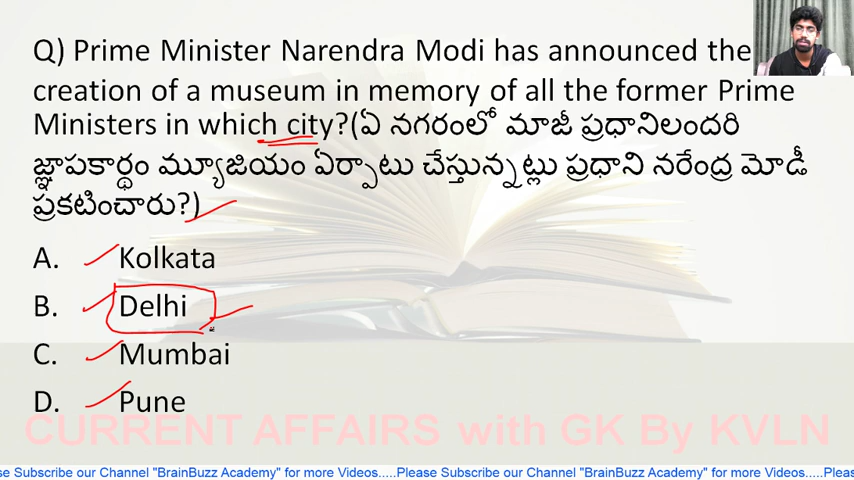 Q) Prime Minister Narendra Modi has announced the
creation of a museum in memory of all the former Prime
Ministers in which city?(ఏ నగరంలో మాజీ ప్రధానిలందరి
జ్ఞాపకార్థం మ్యూజియం ఏర్పాటు చేస్తున్నట్లు ప్రధాని నరేంద్ర మోడీ
ప్రకటించారు?)
A. Kolkata
B. Delhi
C. Mumbai
D. Pune
CURRENT AFFAIRS with GK By KVLN
se Subscribe our Channel "BrainBuzz Academy" for more Videos.....Please Subscribe our Channel "BrainBuzz Academy" for more Videos.....Pleas